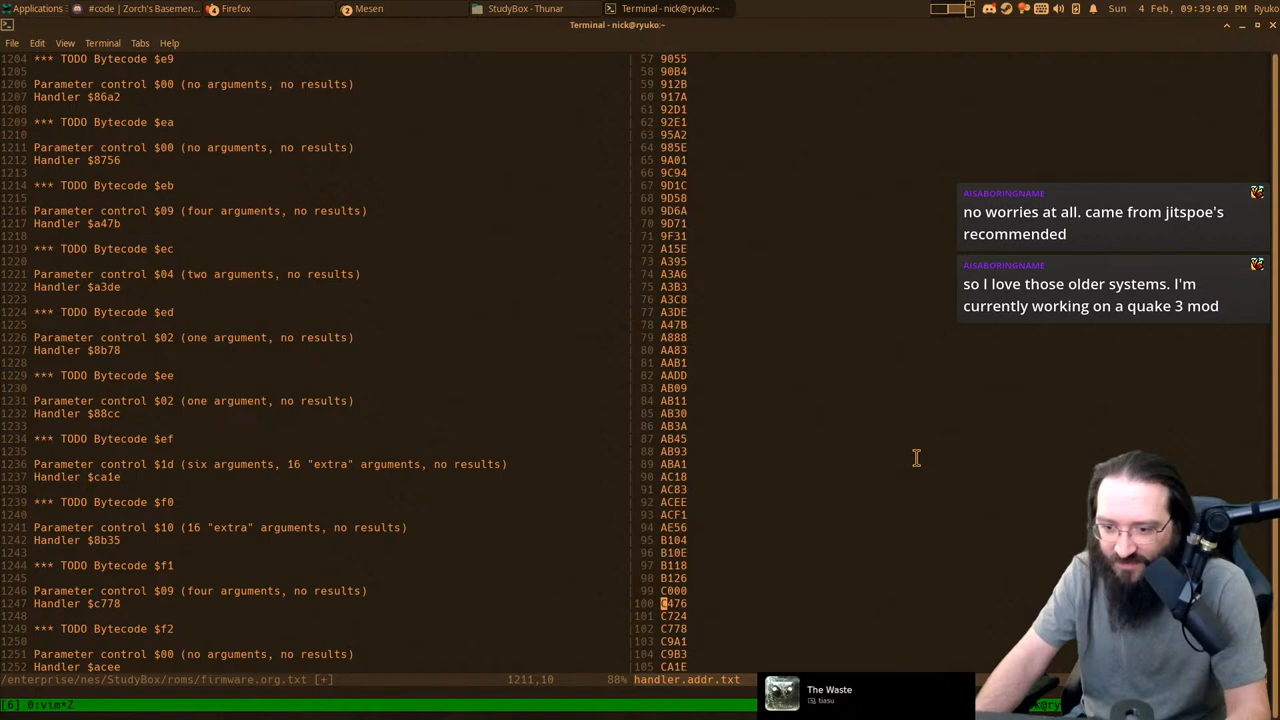 Applications
#code | Zorch's Basemen...
Firefox
Mesen
StudyBox - Thunar
Terminal - nick@ryuko:~
Sun 4 Feb, 09:39:09 PM Ryuko
Terminal - nick@ryuko:~
File Edit View Terminal Tabs Help
1204 *** TODO Bytecode $e9
1205
1206 Parameter control $00 (no arguments, no results)
1207 Handler $86a2
1208
1209 *** TODO Bytecode $ea
1210
1211 Parameter control $00 (no arguments, no results)
1212 Handler $8756
1213
1214 *** TODO Bytecode $eb
1215
1216 Parameter control $09 (four arguments, no results)
1217 Handler $a47b
1218
1219 *** TODO Bytecode $ec
1220
1221 Parameter control $04 (two arguments, no results)
1222 Handler $a3de
1223
1224 *** TODO Bytecode $ed
1225
1226 Parameter control $02 (one argument, no results)
1227 Handler $8b78
1228
1229 *** TODO Bytecode $ee
1230
1231 Parameter control $02 (one argument, no results)
1232 Handler $88cc
1233
1234 *** TODO Bytecode $ef
1235
1236 Parameter control $1d (six arguments, 16 "extra" arguments, no results)
1237 Handler $ca1e
1238
1239 *** TODO Bytecode $f0
1240
1241 Parameter control $10 (16 "extra" arguments, no results)
1242 Handler $8b35
1243
1244 *** TODO Bytecode $f1
1245
1246 Parameter control $09 (four arguments, no results)
1247 Handler $c778
1248
1249 *** TODO Bytecode $f2
1250
1251 Parameter control $00 (no arguments, no results)
1252 Handler $acee
57 9055
58 90B4
59 912B
60 917A
61 92D1
62 92E1
63 95A2
64 985E
65 9A01
66 9C94
67 9D1C
68 9D58
69 9D6A
70 9D71
71 9F31
72 A15E
73 A395
74 A3A6
75 A3B3
76 A3C8
77 A3DE
78 A47B
79 A888
80 AA83
81 AAB1
82 AADD
83 AB09
84 AB11
85 AB30
86 AB3A
87 AB45
88 AB93
89 ABA1
90 AC18
91 AC83
92 ACEE
93 ACF1
94 AE56
95 B104
96 B10E
97 B118
98 B126
99 C000
100 C476
101 C724
102 C778
103 C9A1
104 C9B3
105 CA1E
/enterprise/nes/StudyBox/roms/firmware.org.txt [+] 1211,10 88% handler.addr.txt
[6] 0:vim*Z
k@ry
AISABORINGNAME
no worries at all. came from jitspoe's
recommended
AISABORINGNAME
so I love those older systems. I'm
currently working on a quake 3 mod
The Waste
tiasu